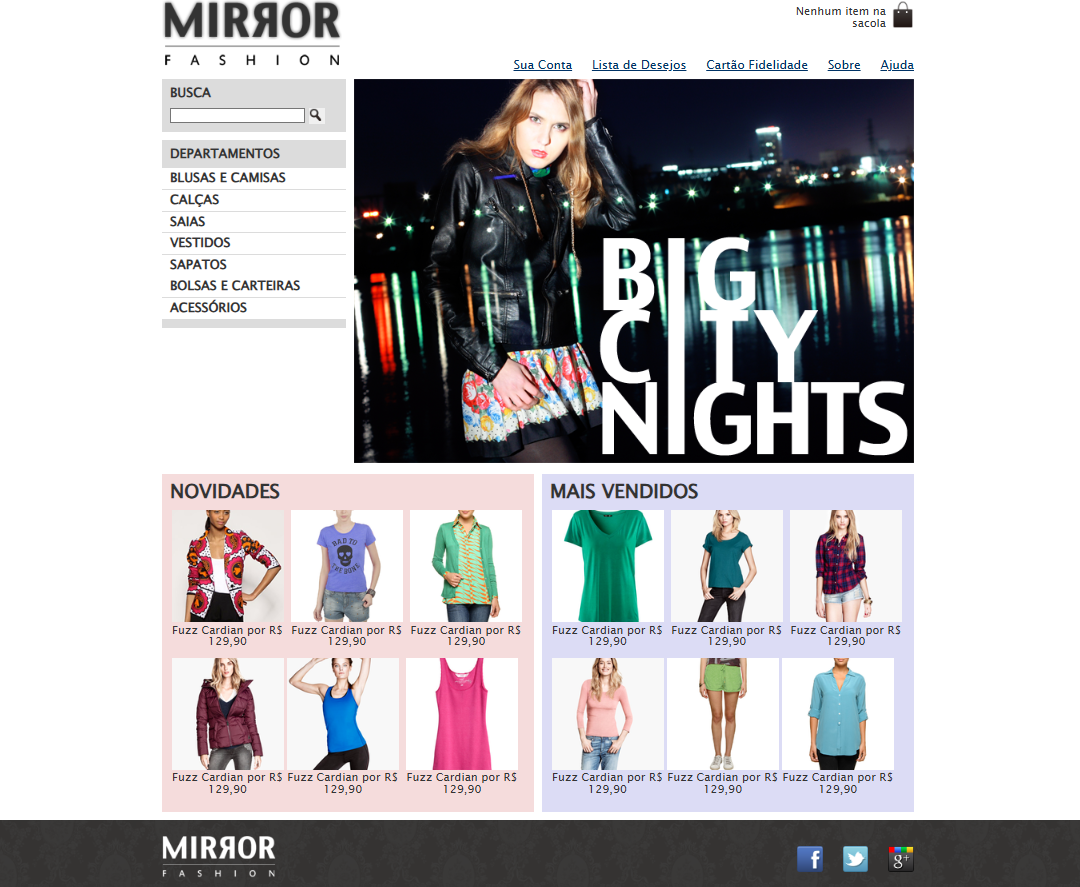 MIRROR
FASHION
Nenhum item na
sacola
Sua Conta Lista de Desejos Cartão Fidelidade Sobre Ajuda
BUSCA
DEPARTAMENTOS
BLUSAS E CAMISAS
CALÇAS
SAIAS
VESTIDOS
SAPATOS
BOLSAS E CARTEIRAS
ACESSÓRIOS
BIG
CITY
NIGHTS
NOVIDADES
BAD TO
THE BONE
Fuzz Cardian por R$
129,90
Fuzz Cardian por R$
129,90
Fuzz Cardian por R$
129,90
Fuzz Cardian por R$
129,90
Fuzz Cardian por R$
129,90
Fuzz Cardian por R$
129,90
MAIS VENDIDOS
Fuzz Cardian por R$
129,90
Fuzz Cardian por R$
129,90
Fuzz Cardian por R$
129,90
Fuzz Cardian por R$
129,90
Fuzz Cardian por R$
129,90
Fuzz Cardian por R$
129,90
MIRROR
FASHION
f
g+